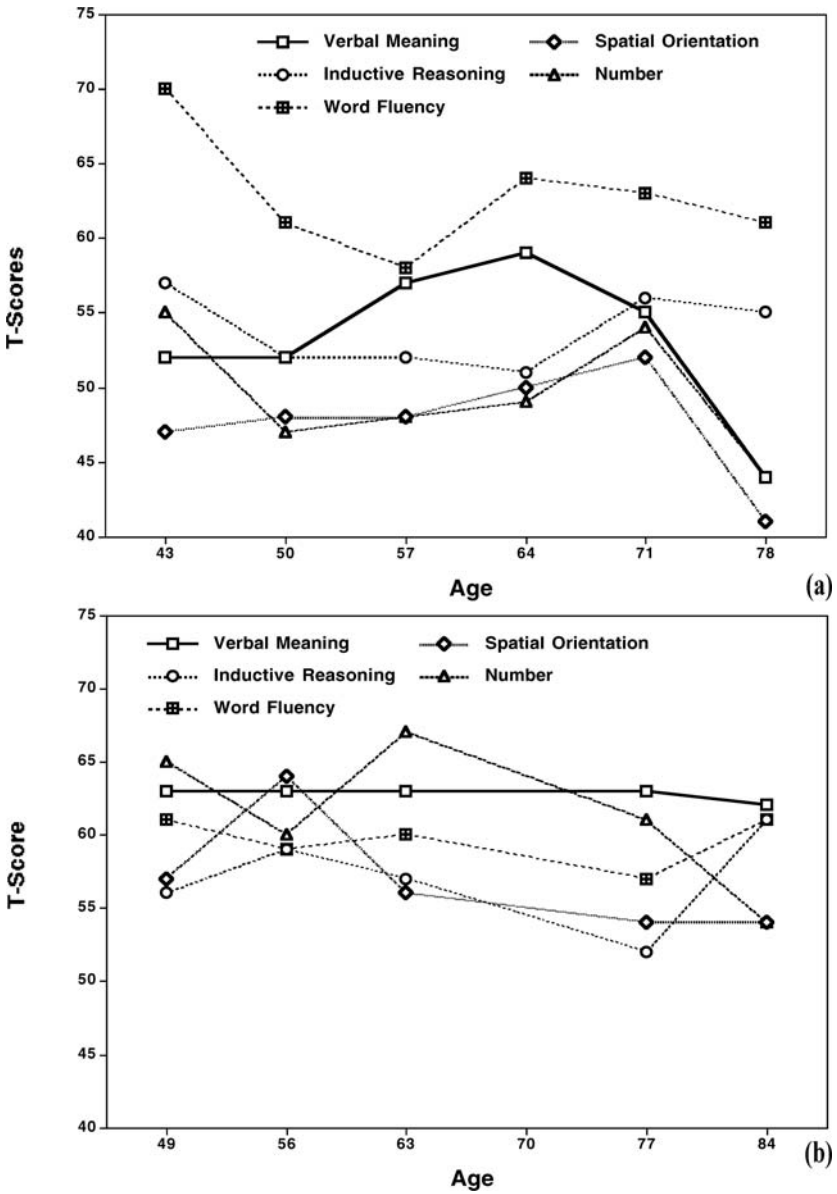 75
70
65
60
55
50
45
40
T-Scores
Verbal Meaning
Inductive Reasoning
Word Fluency
Spatial Orientation
Number
43 50 57 64 71 78
Age
(a)
75
70
65
60
55
50
45
40
T-Score
Verbal Meaning
Inductive Reasoning
Word Fluency
Spatial Orientation
Number
49 56 63 70 77 84
Age
(b)